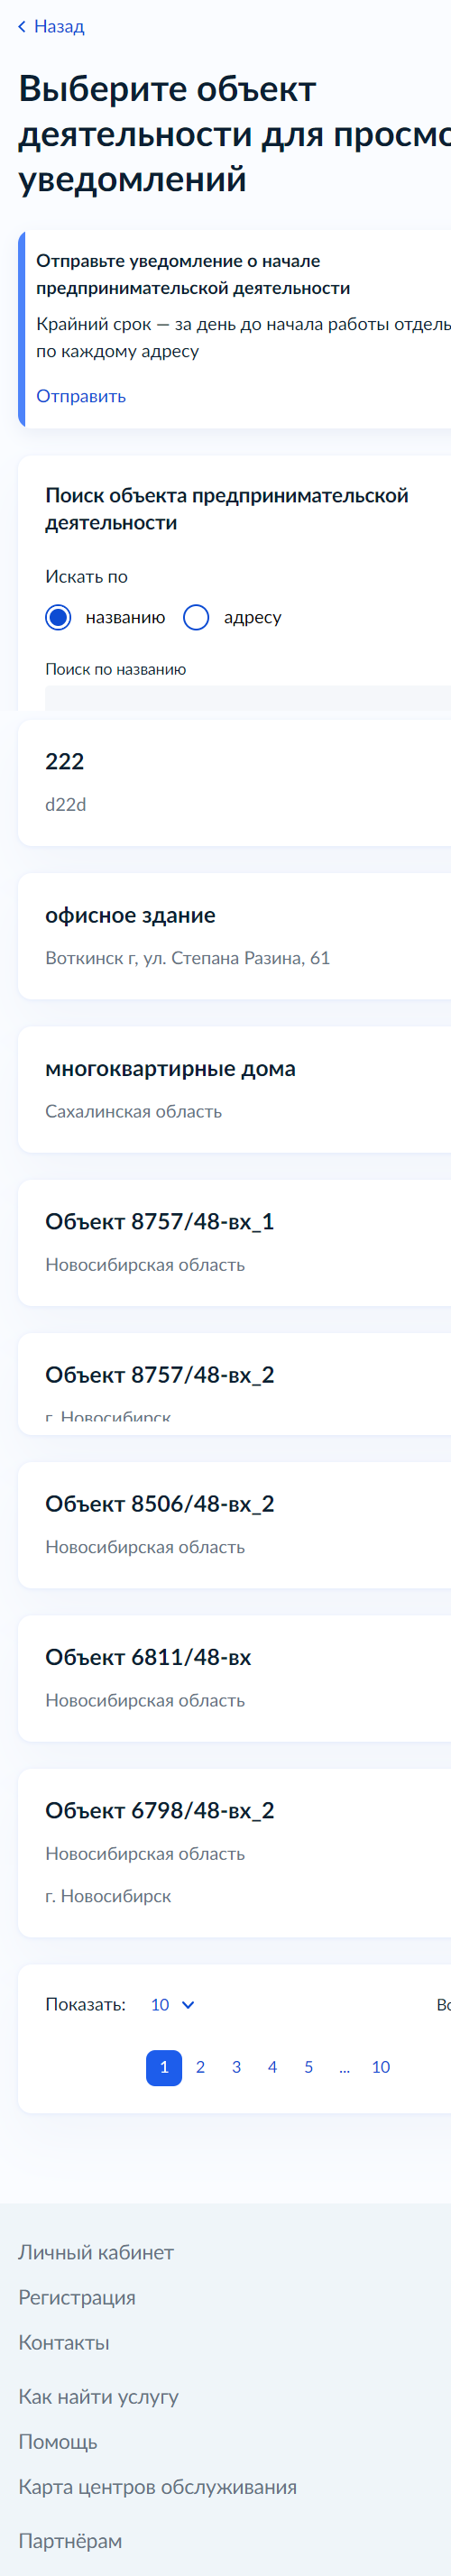 Назад
Выберите объект
деятельности для просмо
уведомлений
Отправьте уведомление о начале
предпринимательской деятельности
Крайний срок — за день до начала работы отдель
по каждому адресу
Отправить
Поиск объекта предпринимательской
деятельности
Искать по
названию адресу
Поиск по названию
222
d22d
офисное здание
Воткинск г, ул. Степана Разина, 61
многоквартирные дома
Сахалинская область
Объект 8757/48-вх_1
Новосибирская область
Объект 8757/48-вх_2
г. Новосибирск
Объект 8506/48-вх_2
Новосибирская область
Объект 6811/48-вх
Новосибирская область
Объект 6798/48-вх_2
Новосибирская область
г. Новосибирск
Показать: 10 Вс
1 2 3 4 5 ... 10
Личный кабинет
Регистрация
Контакты
Как найти услугу
Помощь
Карта центров обслуживания
Партнёрам